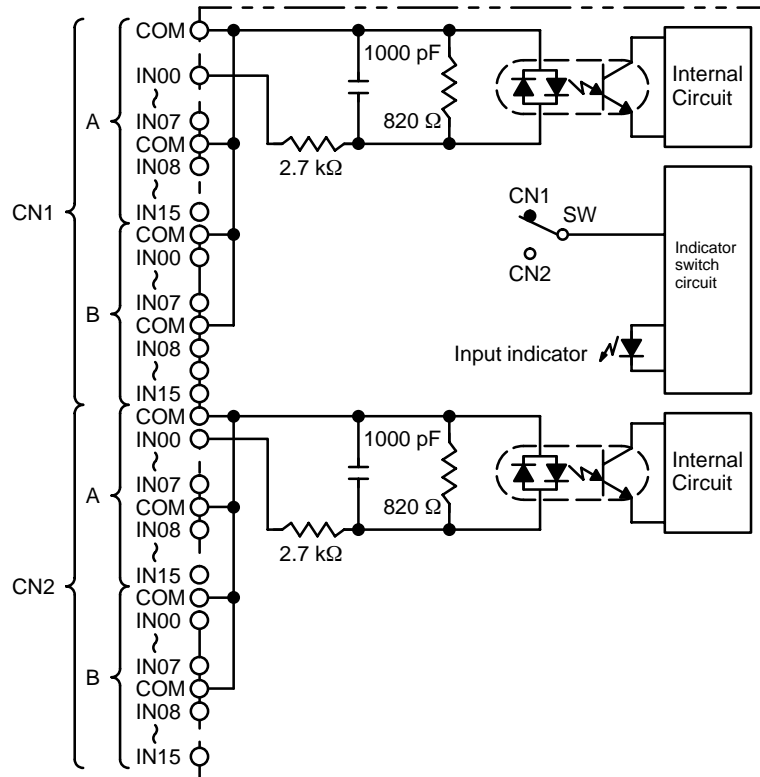 COM
1000 pF
Internal
Circuit
IN00
A
IN07
820 Ω
COM
2.7 kΩ
IN08
CN1
CN1
IN15
SW
COM
Indicator
switch
circuit
IN00
CN2
B
IN07
COM
Input indicator
IN08
IN15
COM
1000 pF
Internal
Circuit
IN00
A
IN07
820 Ω
COM
2.7 kΩ
IN08
IN15
CN2
COM
IN00
B
IN07
COM
IN08
IN15